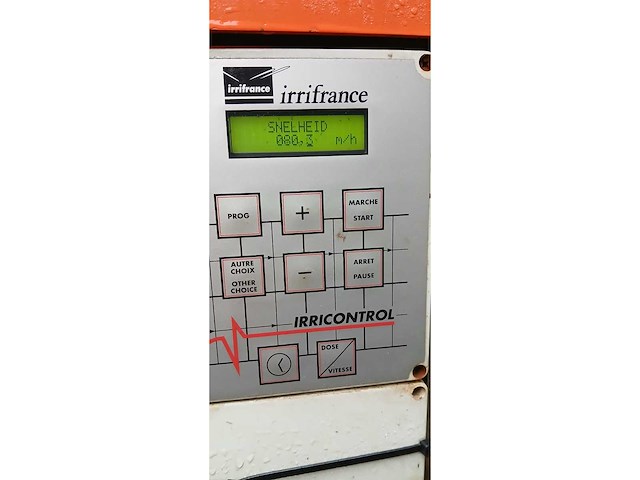 irrifrance
irrifrance
SNELHEID
080,3 m/h
PROG
+
MARCHE
START
AUTRE
CHOIX
OTHER
CHOICE
−
ARRET
PAUSE
IRRICONTROL
DOSE
VITESSE